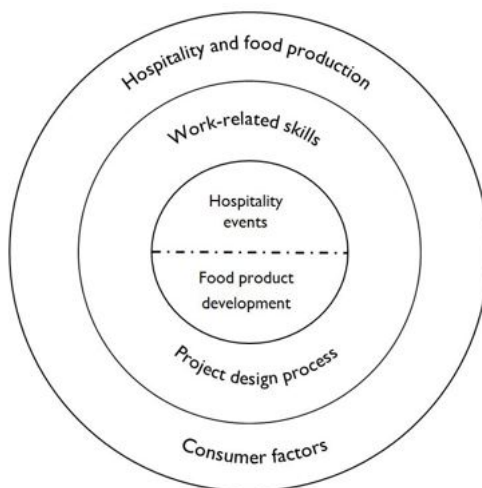 Hospitality and food production
Work-related skills
Hospitality
events
Food product
development
Project design process
Consumer factors